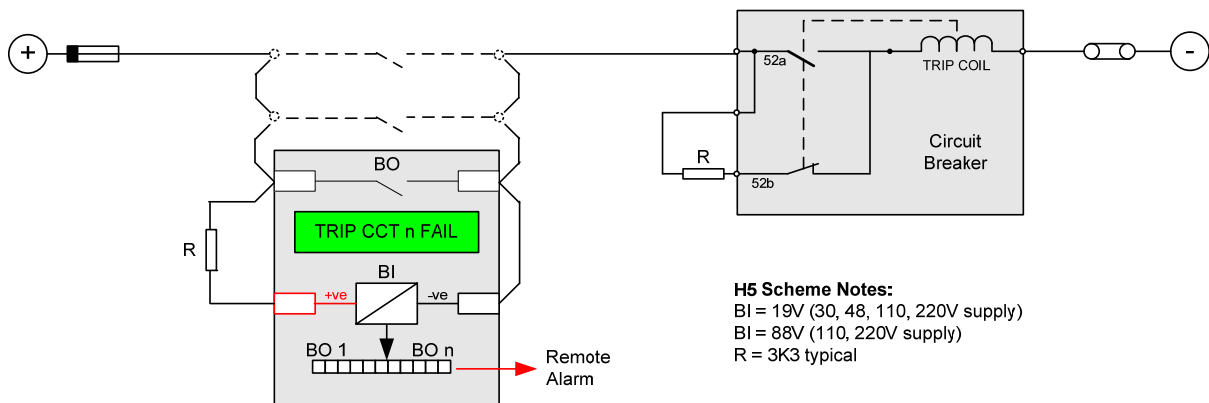 +
-
52a
TRIP COIL
Circuit
Breaker
R
52b
BO
TRIP CCT n FAIL
R
BI
+ve
-ve
BO 1
BO n
Remote
Alarm
H5 Scheme Notes:
BI = 19V (30, 48, 110, 220V supply)
BI = 88V (110, 220V supply)
R = 3K3 typical